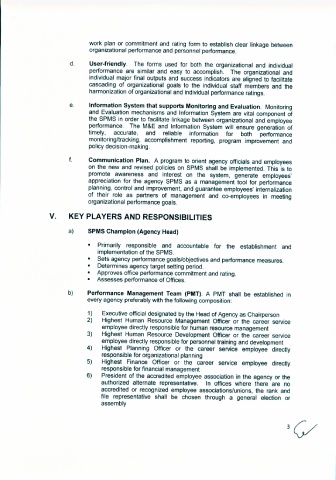 work plan or commitment and rating form to establish clear linkage between
organizational performance and personnel performance.
d. User-friendly. The forms used for both the organizational and individual
performance are similar and easy to accomplish. The organizational and
individual major final outputs and success indicators are aligned to facilitate
cascading of organizational goals to the individual staff members and the
harmonization of organizational and individual performance ratings.
e. Information System that supports Monitoring and Evaluation. Monitoring
and Evaluation mechanisms and Information System are vital component of
the SPMS in order to facilitate linkage between organizational and employee
performance. The M&E and Information System will ensure generation of
timely, accurate, and reliable information for both performance
monitoring/tracking, accomplishment reporting, program improvement and
policy decision-making.
f. Communication Plan. A program to orient agency officials and employees
on the new and revised policies on SPMS shall be implemented. This is to
promote awareness and interest on the system, generate employees'
appreciation for the agency SPMS as a management tool for performance
planning, control and improvement, and guarantee employees' internalization
of their role as partners of management and co-employees in meeting
organizational performance goals.
V. KEY PLAYERS AND RESPONSIBILITIES
a) SPMS Champion (Agency Head)
• Primarily responsible and accountable for the establishment and
implementation of the SPMS.
• Sets agency performance goals/objectives and performance measures.
• Determines agency target setting period.
• Approves office performance commitment and rating.
• Assesses performance of Offices.
b) Performance Management Team (PMT). A PMT shall be established in
every agency preferably with the following composition:
1) Executive official designated by the Head of Agency as Chairperson
2) Highest Human Resource Management Officer or the career service
employee directly responsible for human resource management
3) Highest Human Resource Development Officer or the career service
employee directly responsible for personnel training and development
4) Highest Planning Officer or the career service employee directly
responsible for organizational planning
5) Highest Finance Officer or the career service employee directly
responsible for financial management
6) President of the accredited employee association in the agency or the
authorized alternate representative. In offices where there are no
accredited or recognized employee associations/unions, the rank and
file representative shall be chosen through a general election or
assembly
3